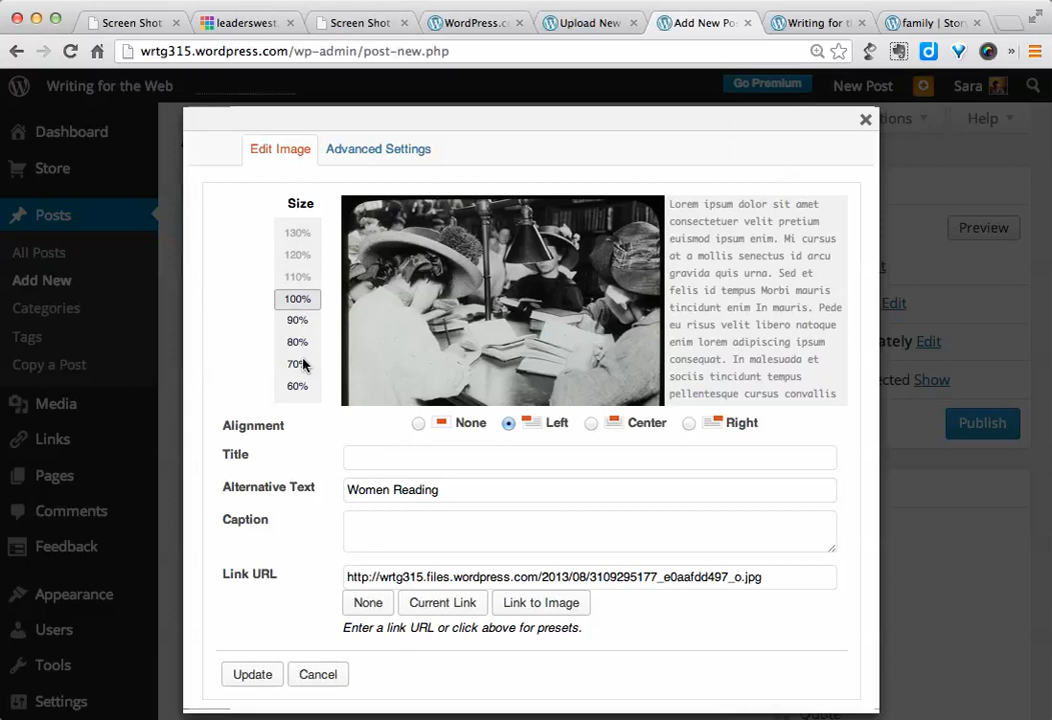 Screen Shot
leaderswest.
Screen Shot
WordPress.c
Upload New
Add New Po
Writing for t
family | Stor
wrtg315.wordpress.com/wp-admin/post-new.php
Writing for the Web
Go Premium
New Post
Sara
Dashboard
Store
Posts
All Posts
Add New
Categories
Tags
Copy a Post
Media
Links
Pages
Comments
Feedback
Appearance
Users
Tools
Settings
Help
Preview
Edit
Edit
Show
Publish
Edit Image
Advanced Settings
Size
130%
120%
110%
100%
90%
80%
70%
60%
Lorem ipsum dolor sit amet
consectetuer velit pretium
euismod ipsum enim. Mi cursus
at a mollis senectus id arcu
gravida quis urna. Sed et
felis id tempus Morbi mauris
tincidunt enim In mauris. Pede
eu risus velit libero natoque
enim lorem adipiscing ipsum
consequat. In malesuada et
sociis tincidunt tempus
pellentesque cursus convallis
Alignment
None
Left
Center
Right
Title
Alternative Text
Women Reading
Caption
Link URL
http://wrtg315.files.wordpress.com/2013/08/3109295177_e0aafdd497_o.jpg
None
Current Link
Link to Image
Enter a link URL or click above for presets.
Update
Cancel